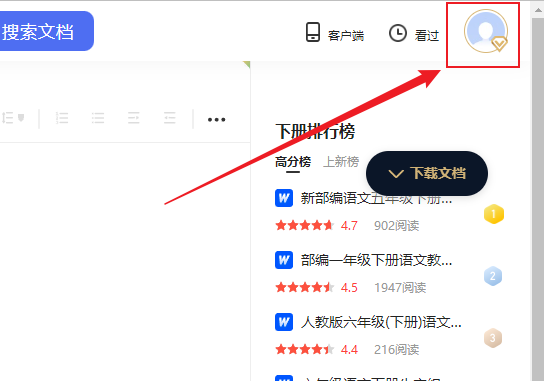 搜索文档
客户端
看过
下册排行榜
高分榜 上新榜
下载文档
新部编语文五年级下册...
4.7 902阅读
1
部编一年级下册语文教...
4.5 1947阅读
2
人教版六年级(下册)语文...
4.4 216阅读
3